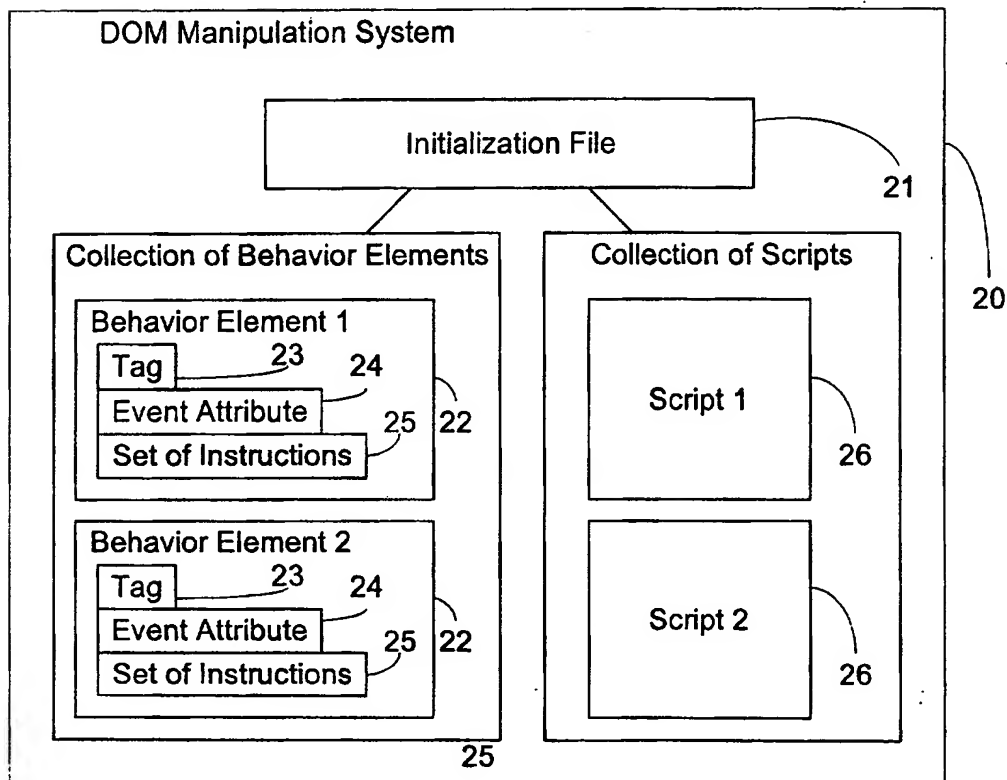 DOM Manipulation System
Initialization File
21
20
Collection of Behavior Elements
Behavior Element 1
Tag
23
Event Attribute
24
Set of Instructions
25
22
Behavior Element 2
Tag
23
Event Attribute
24
Set of Instructions
25
22
25
Collection of Scripts
Script 1
26
Script 2
26